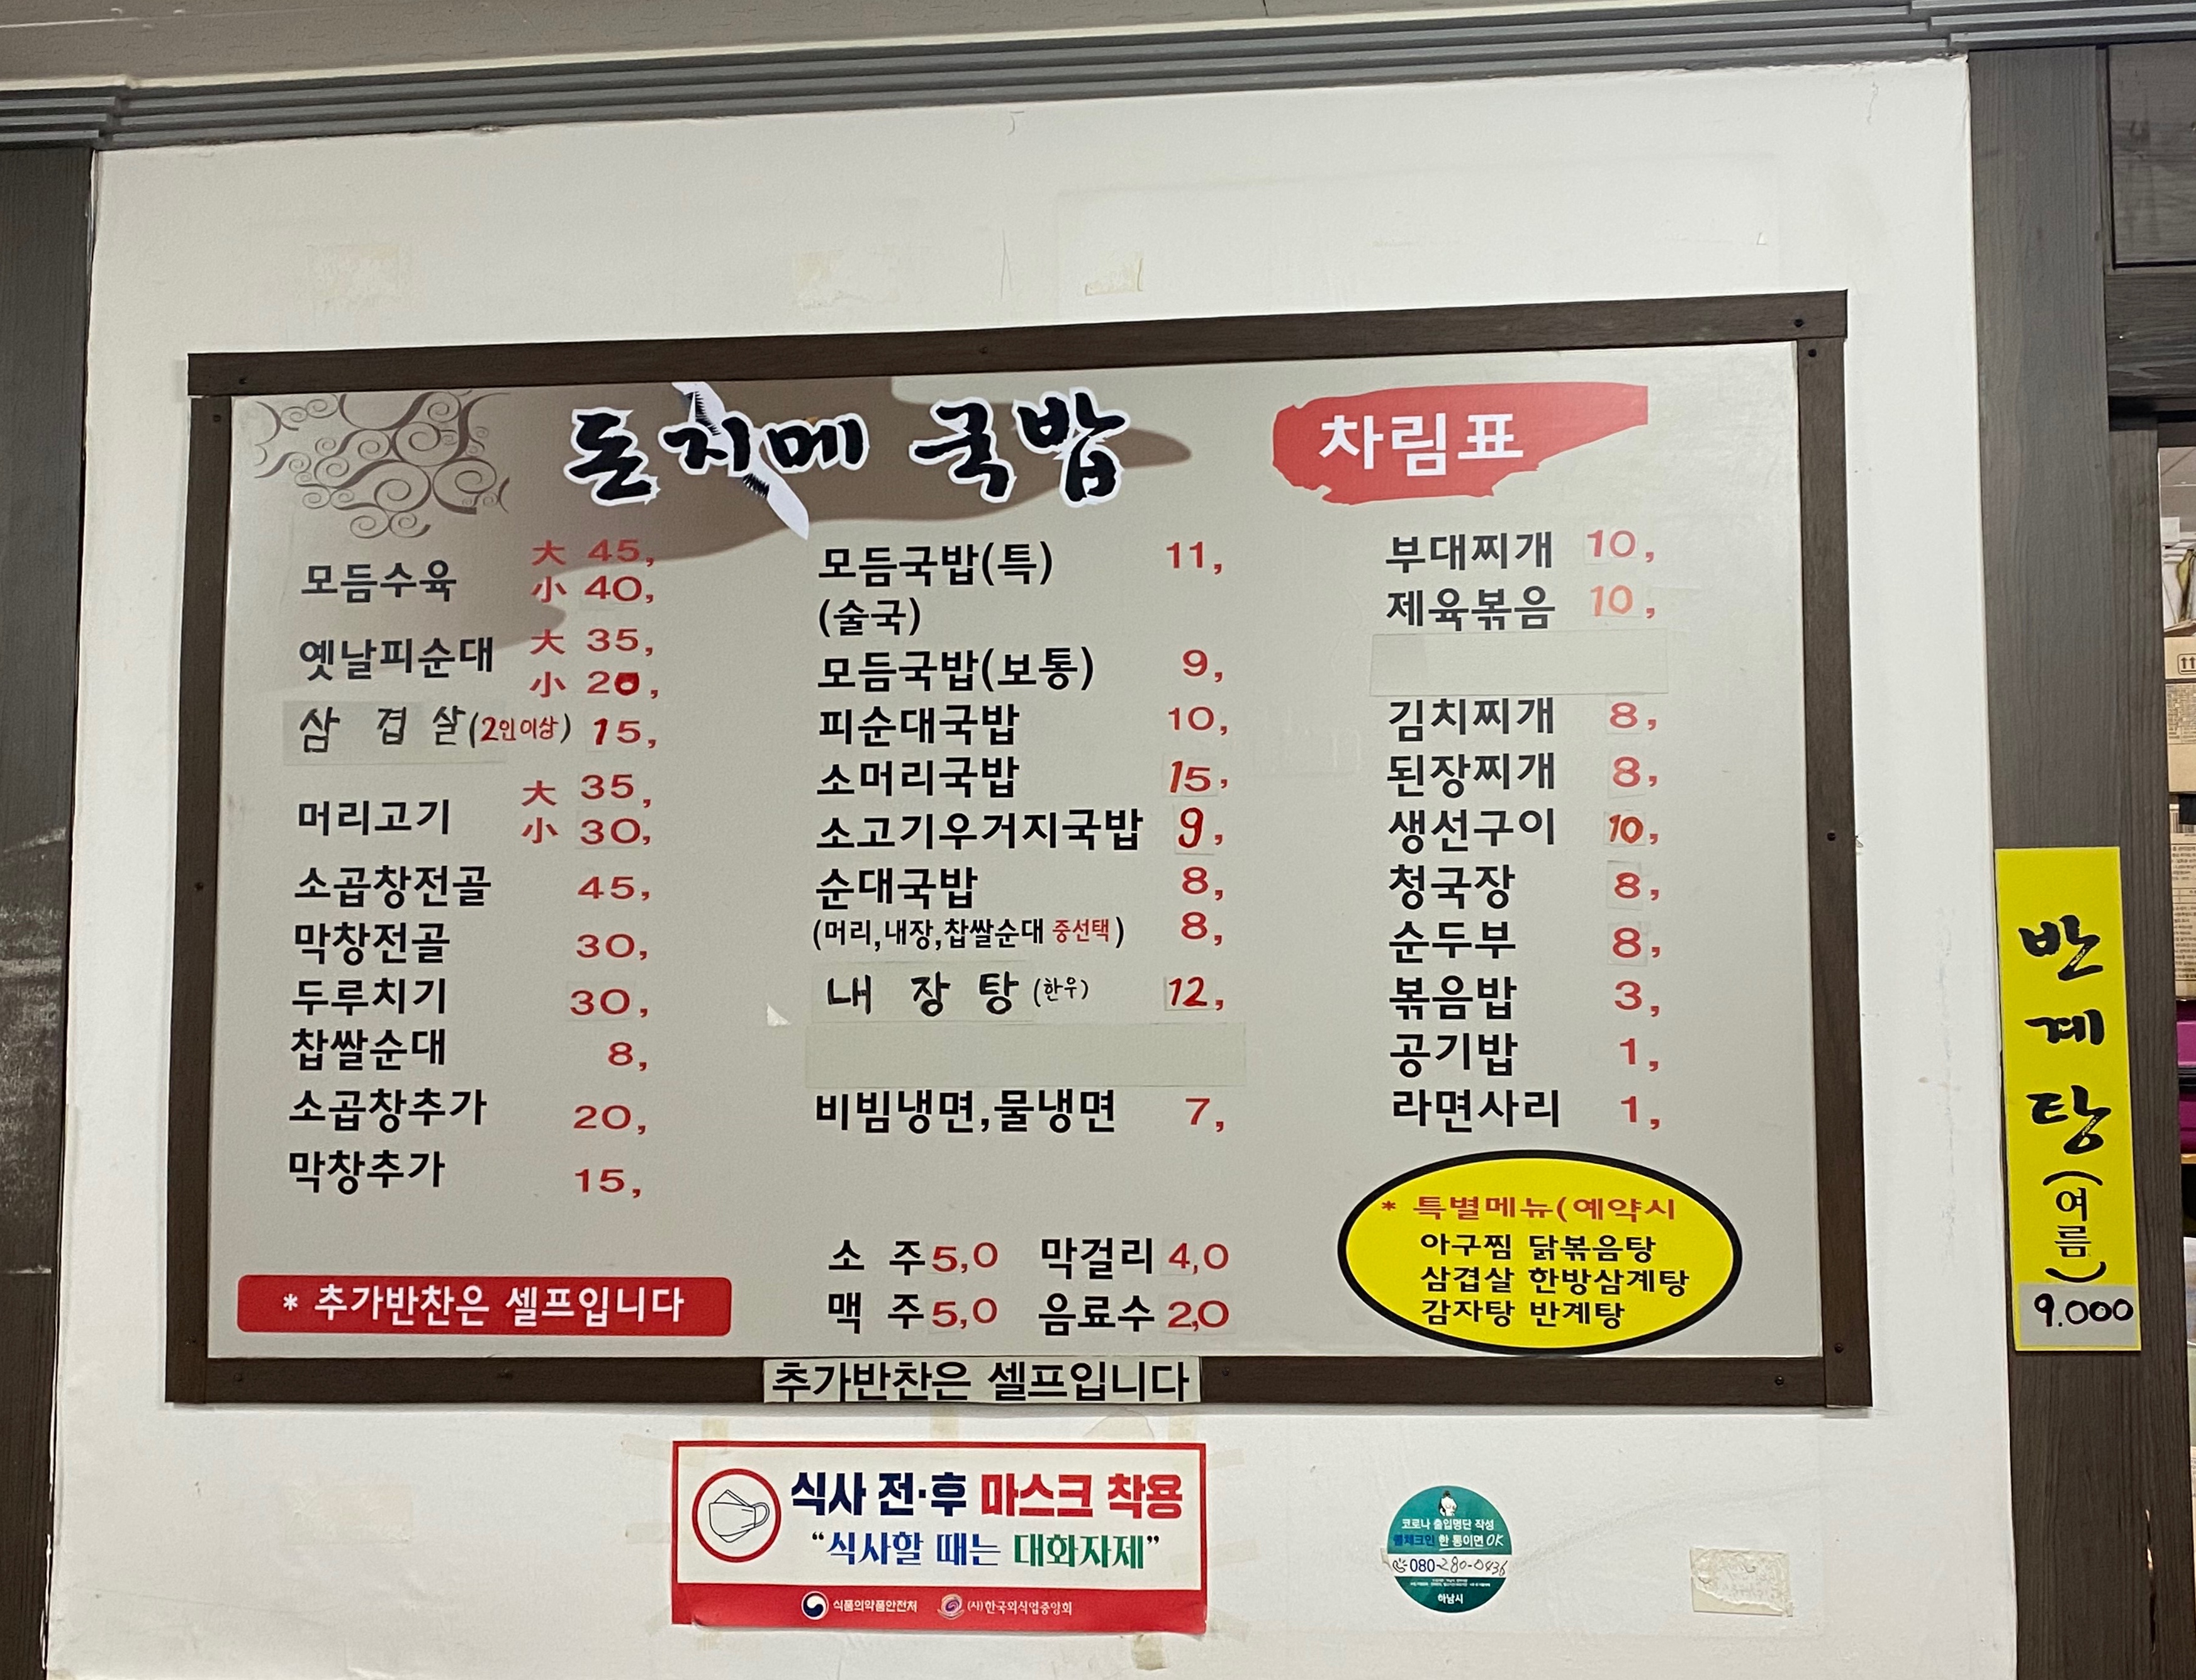 돈치메 국밥
차림표
모듬수육 大 45,
小 40,
옛날피순대 大 35,
小 20,
삼 겹 살(2인이상) 15,
머리고기 大 35,
小 30,
소곱창전골 45,
막창전골 30,
두루치기 30,
찹쌀순대 8,
소곱창추가 20,
막창추가 15,
* 추가반찬은 셀프입니다
모듬국밥(특) 11,
(술국)
모듬국밥(보통) 9,
피순대국밥 10,
소머리국밥 15,
소고기우거지국밥 9,
순대국밥 8,
(머리,내장,찹쌀순대 중선택) 8,
내 장 탕 (한우) 12,
비빔냉면,물냉면 7,
소 주 5,0 막걸리 4,0
맥 주 5,0 음료수 2,0
부대찌개 10,
제육볶음 10,
김치찌개 8,
된장찌개 8,
생선구이 10,
청국장 8,
순두부 8,
볶음밥 3,
공기밥 1,
라면사리 1,
* 특별메뉴(예약시
아구찜 닭볶음탕
삼겹살 한방삼계탕
감자탕 반계탕
추가반찬은 셀프입니다
반계탕(여름)
9.000
식사 전·후 마스크 착용
"식사할 때는 대화자제"
식품의약품안전처 (사)한국외식업중앙회
코로나 출입명단 작성
콜체크인 한 통이면 OK
080-280-0436
하남시